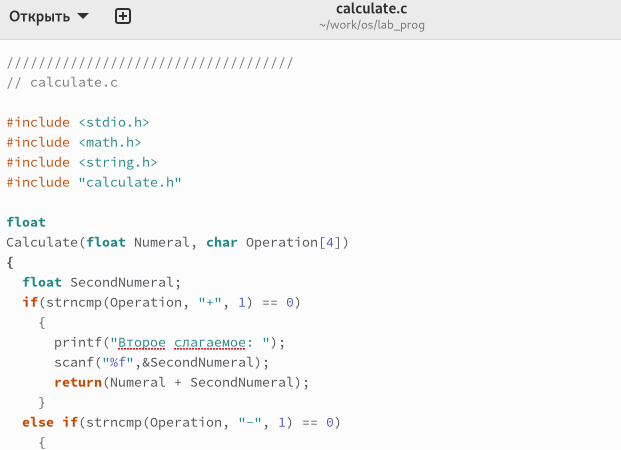 Открыть
calculate.c
~/work/os/lab_prog
////////////////////////////////////
// calculate.c
#include <stdio.h>
#include <math.h>
#include <string.h>
#include "calculate.h"
float
Calculate(float Numeral, char Operation[4])
{
  float SecondNumeral;
  if(strncmp(Operation, "+", 1) == 0)
    {
      printf("Второе слагаемое: ");
      scanf("%f",&SecondNumeral);
      return(Numeral + SecondNumeral);
    }
  else if(strncmp(Operation, "-", 1) == 0)
    {